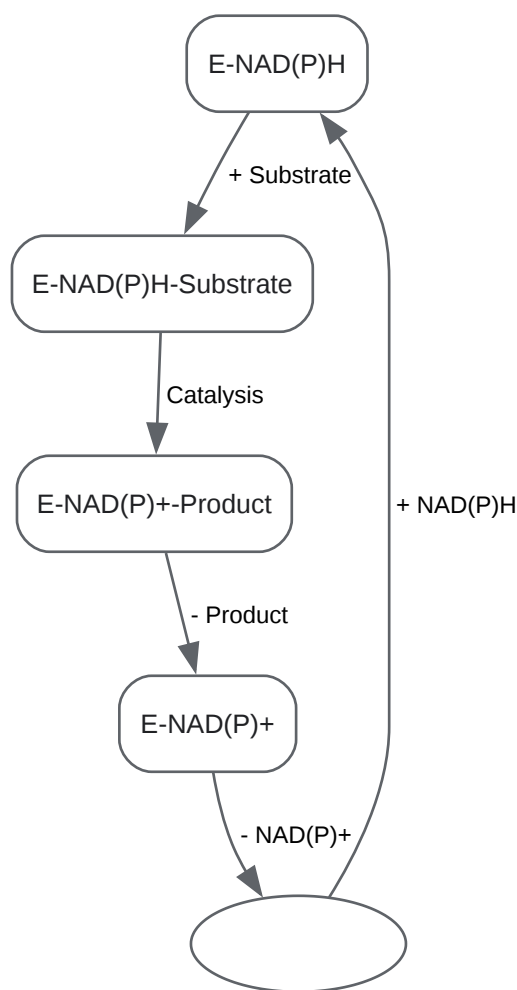 E-NAD(P)H
+ Substrate
E-NAD(P)H-Substrate
Catalysis
E-NAD(P)+-Product
+ NAD(P)H
- Product
E-NAD(P)+
- NAD(P)+